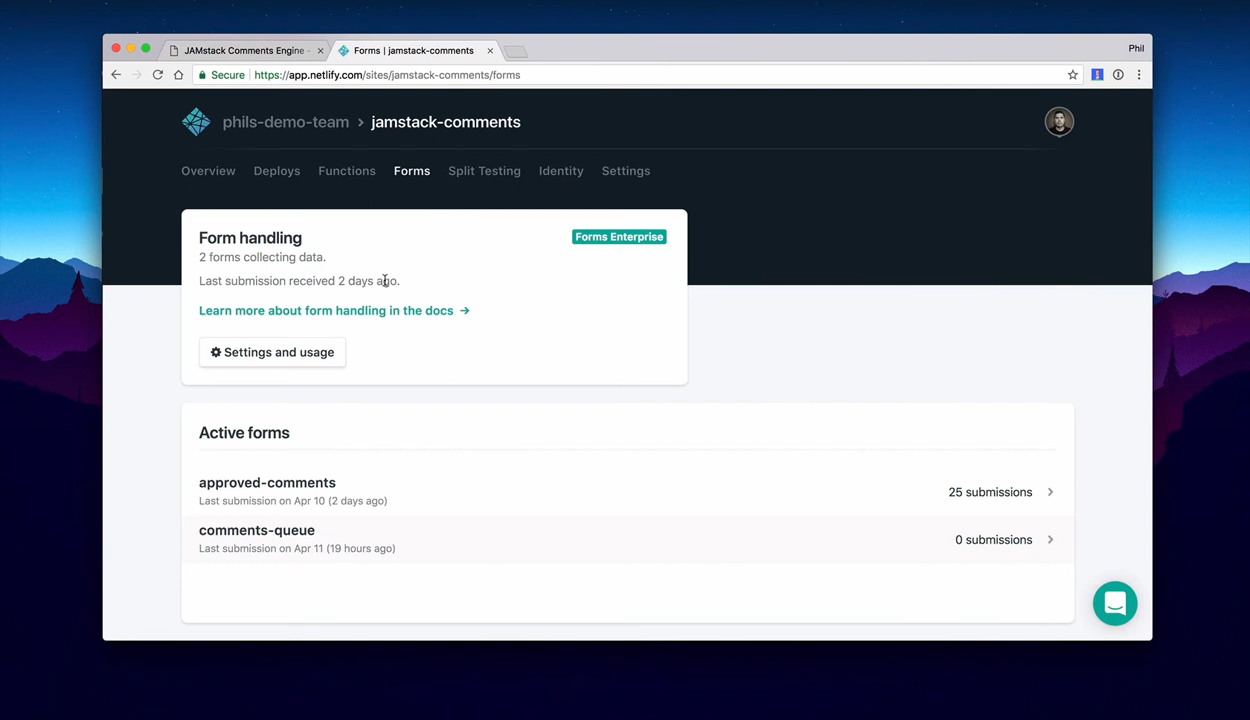 JAMstack Comments Engine -
Forms | jamstack-comments
Phil
Secure
https://app.netlify.com/sites/jamstack-comments/forms
phils-demo-team > jamstack-comments
Overview Deploys Functions Forms Split Testing Identity Settings
Form handling
Forms Enterprise
2 forms collecting data.
Last submission received 2 days ago.
Learn more about form handling in the docs →
Settings and usage
Active forms
approved-comments
Last submission on Apr 10 (2 days ago)
25 submissions
comments-queue
Last submission on Apr 11 (19 hours ago)
0 submissions